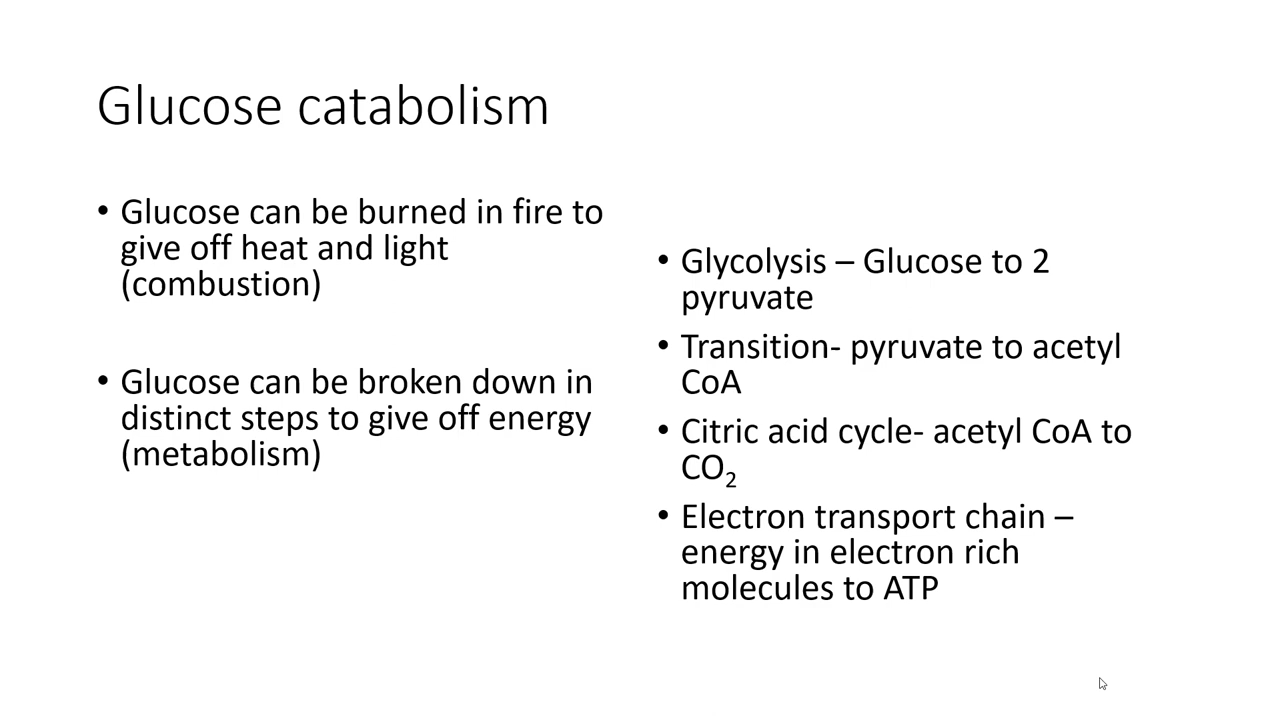 Glucose catabolism
• Glucose can be burned in fire to
give off heat and light
(combustion)
• Glucose can be broken down in
distinct steps to give off energy
(metabolism)
• Glycolysis – Glucose to 2
pyruvate
• Transition- pyruvate to acetyl
CoA
• Citric acid cycle- acetyl CoA to
CO₂
• Electron transport chain –
energy in electron rich
molecules to ATP